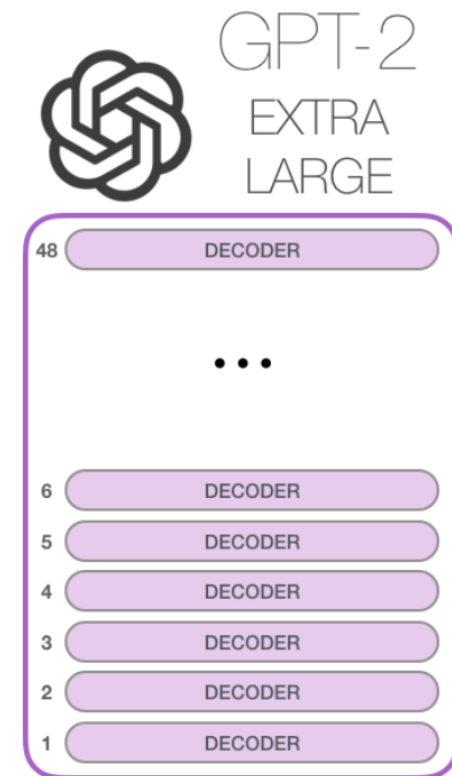 GPT-2
EXTRA
LARGE
48 DECODER
...
6 DECODER
5 DECODER
4 DECODER
3 DECODER
2 DECODER
1 DECODER